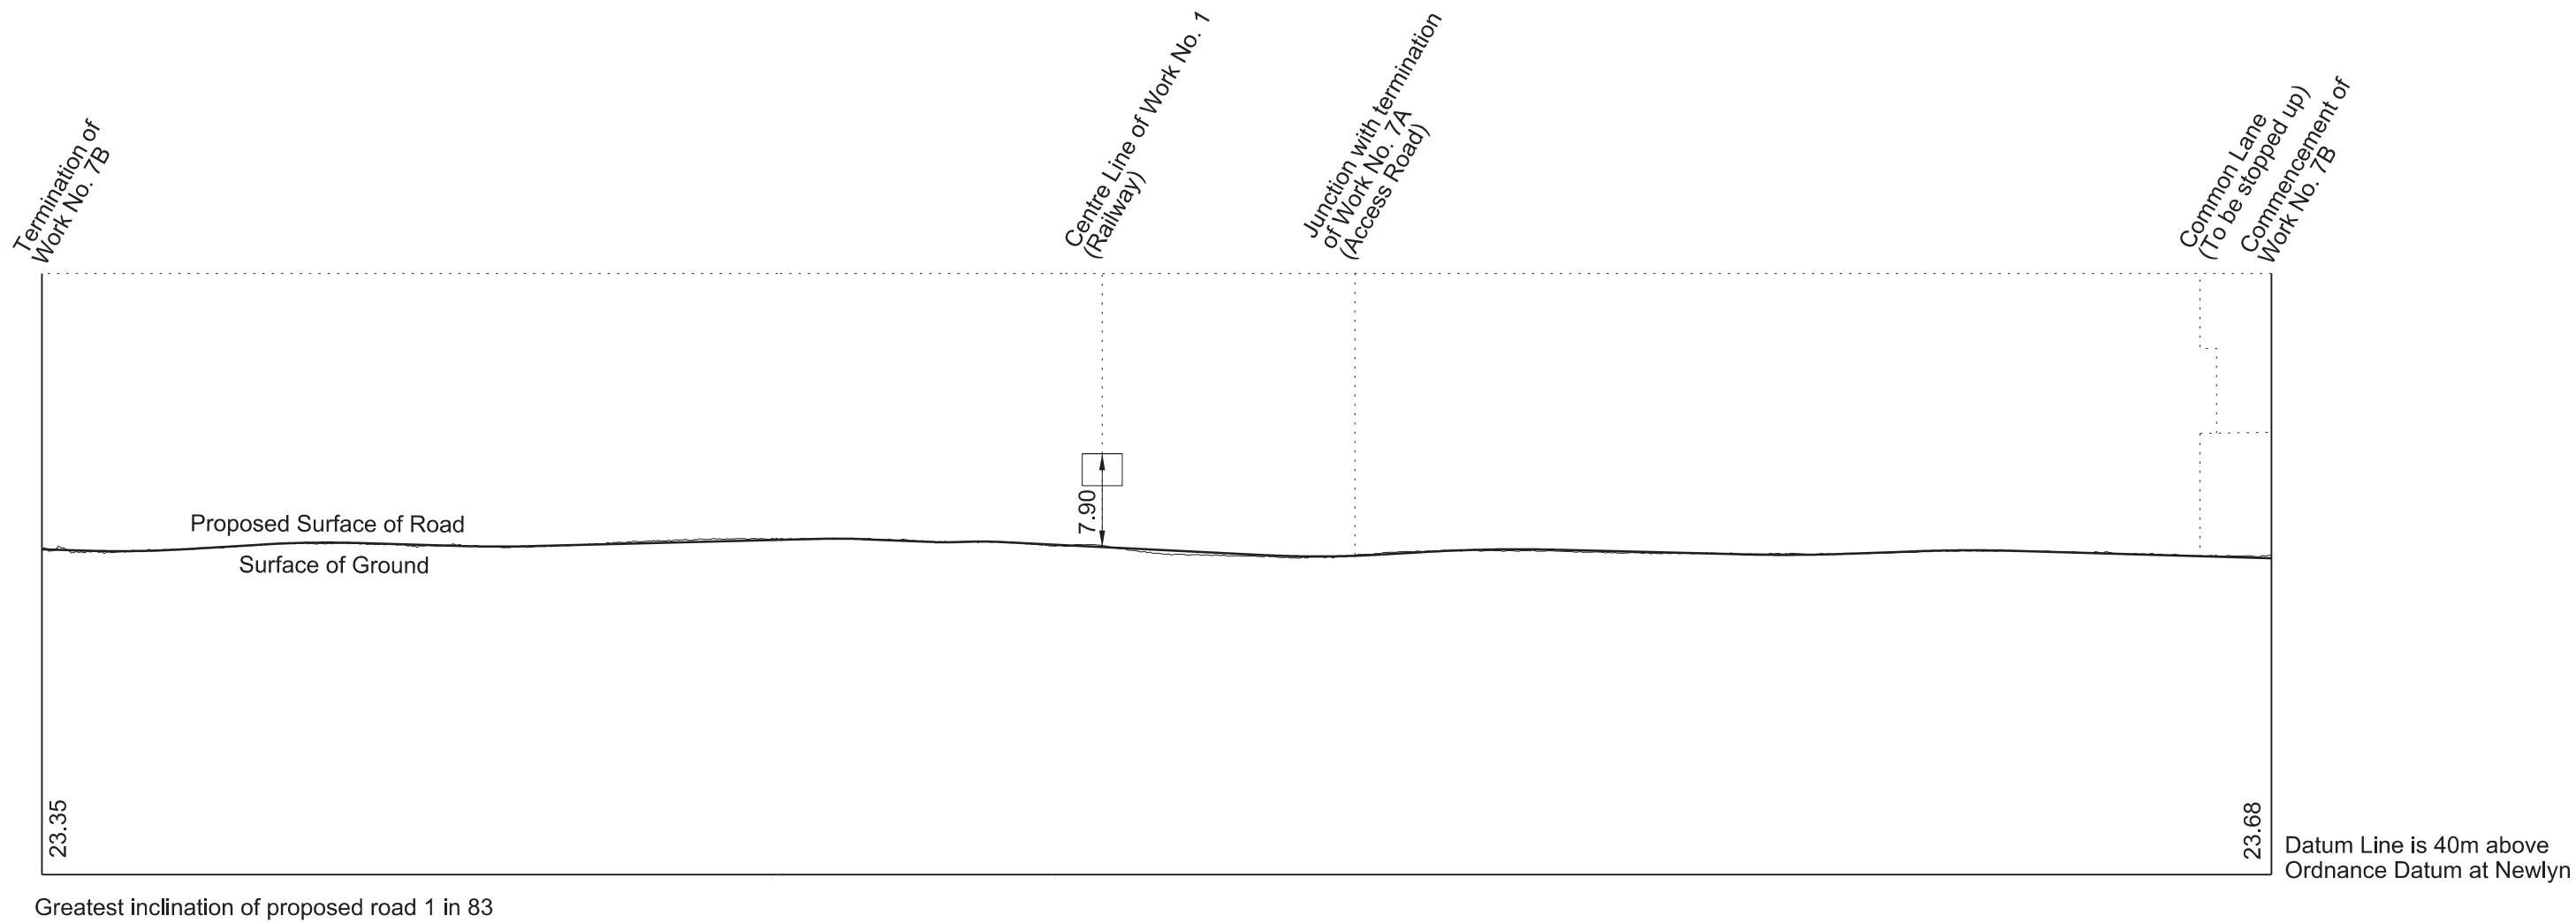 Termination of
Work No. 7B
Centre Line of Work No. 1
(Railway)
Junction with termination
of Work No. 7A
(Access Road)
Common Lane
(To be stopped up)
Commencement of
Work No. 7B
7.90
Proposed Surface of Road
Surface of Ground
23.35
23.68
Datum Line is 40m above
Ordnance Datum at Newlyn
Greatest inclination of proposed road 1 in 83